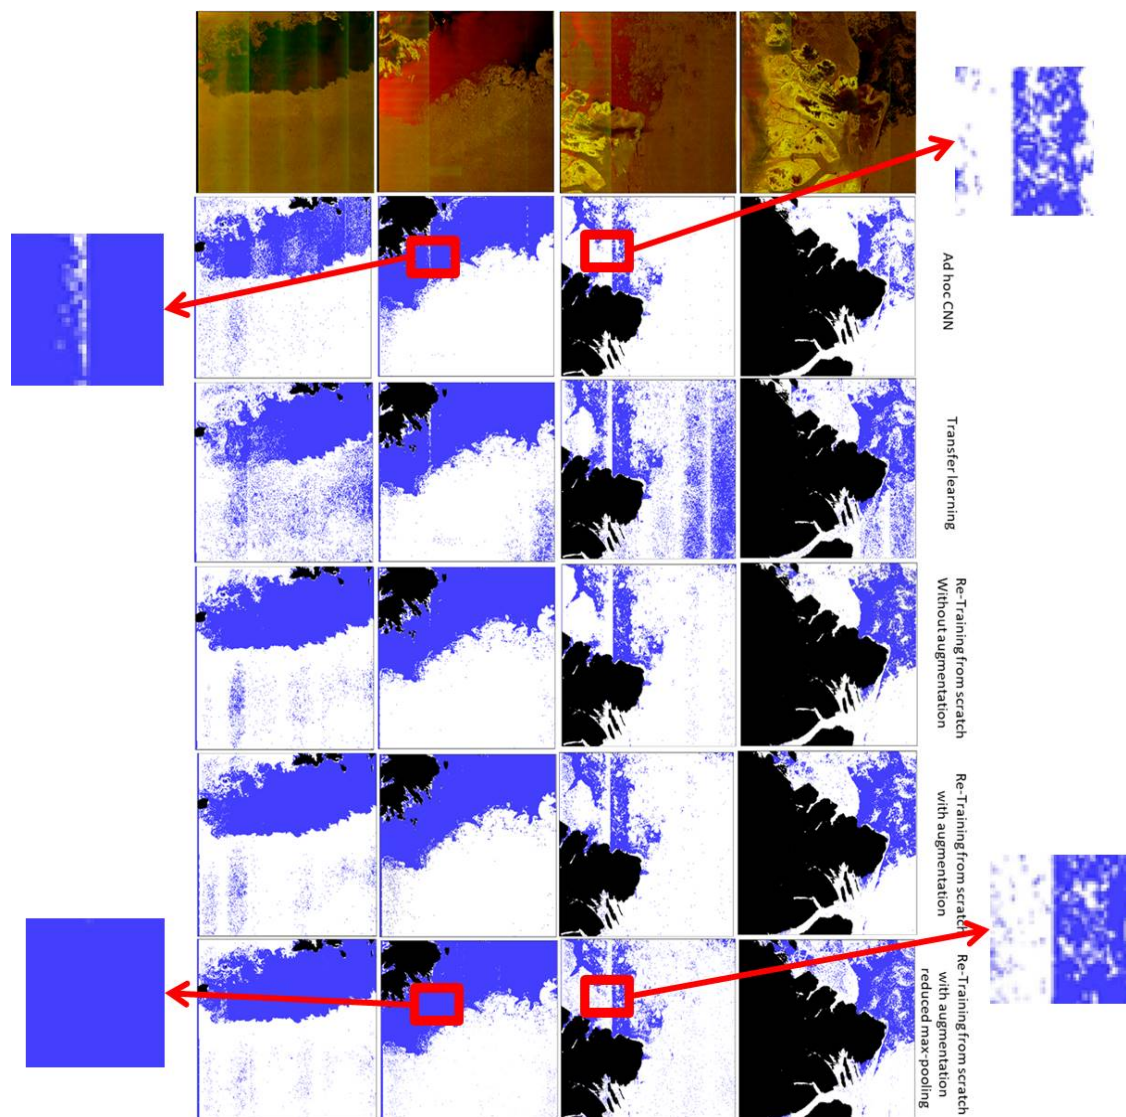 Ad hoc CNN
Transfer learning
Re-Training from scratch
Without augmentation
Re-Training from scratch
with augmentation
Re-Training from scratch
with augmentation
reduced max-pooling